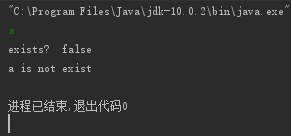 "C:\Program Files\Java\jdk-10.0.2\bin\java.exe"
a
exists?  false
a is not exist
进程已结束,退出代码0